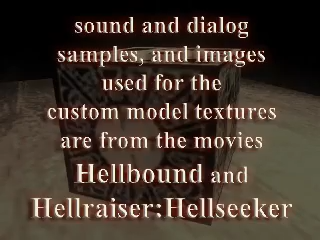 sound and dialog
samples, and images
used for the
custom model textures
are from the movies
Hellbound and
Hellraiser:Hellseeker